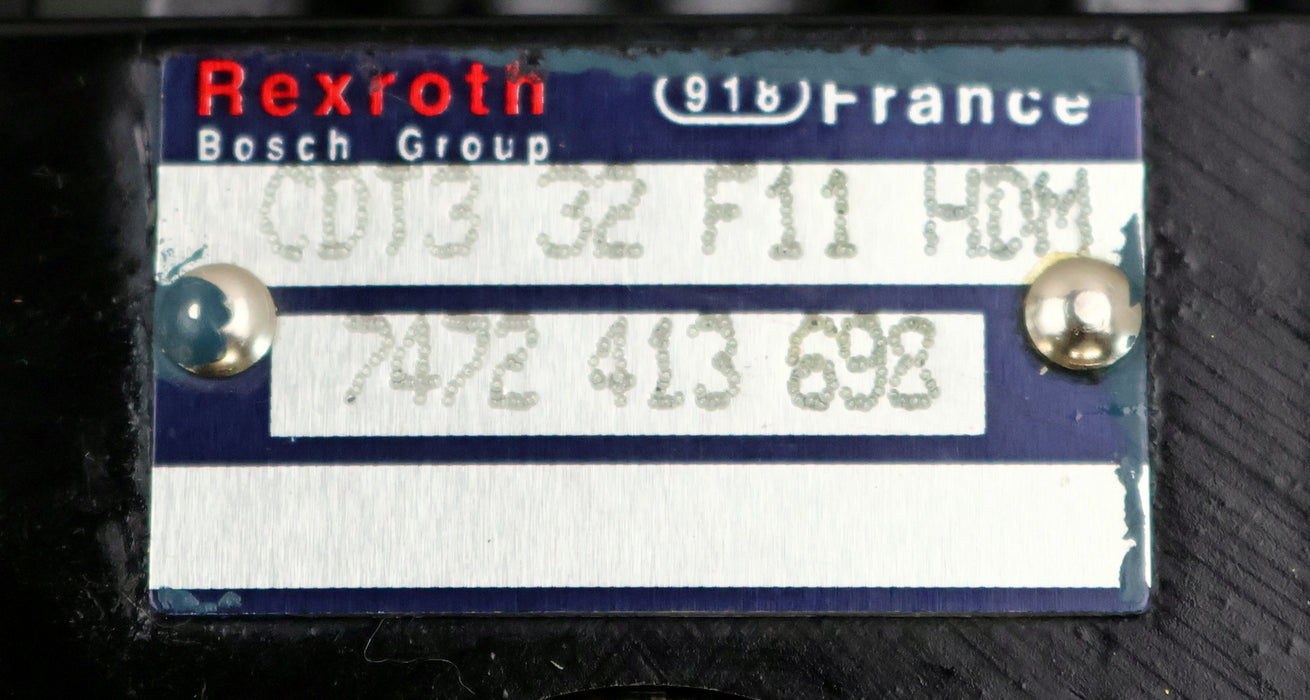 Rexroth 918 France
Bosch Group
CDT3 32 F11 HDM
7472 413 698